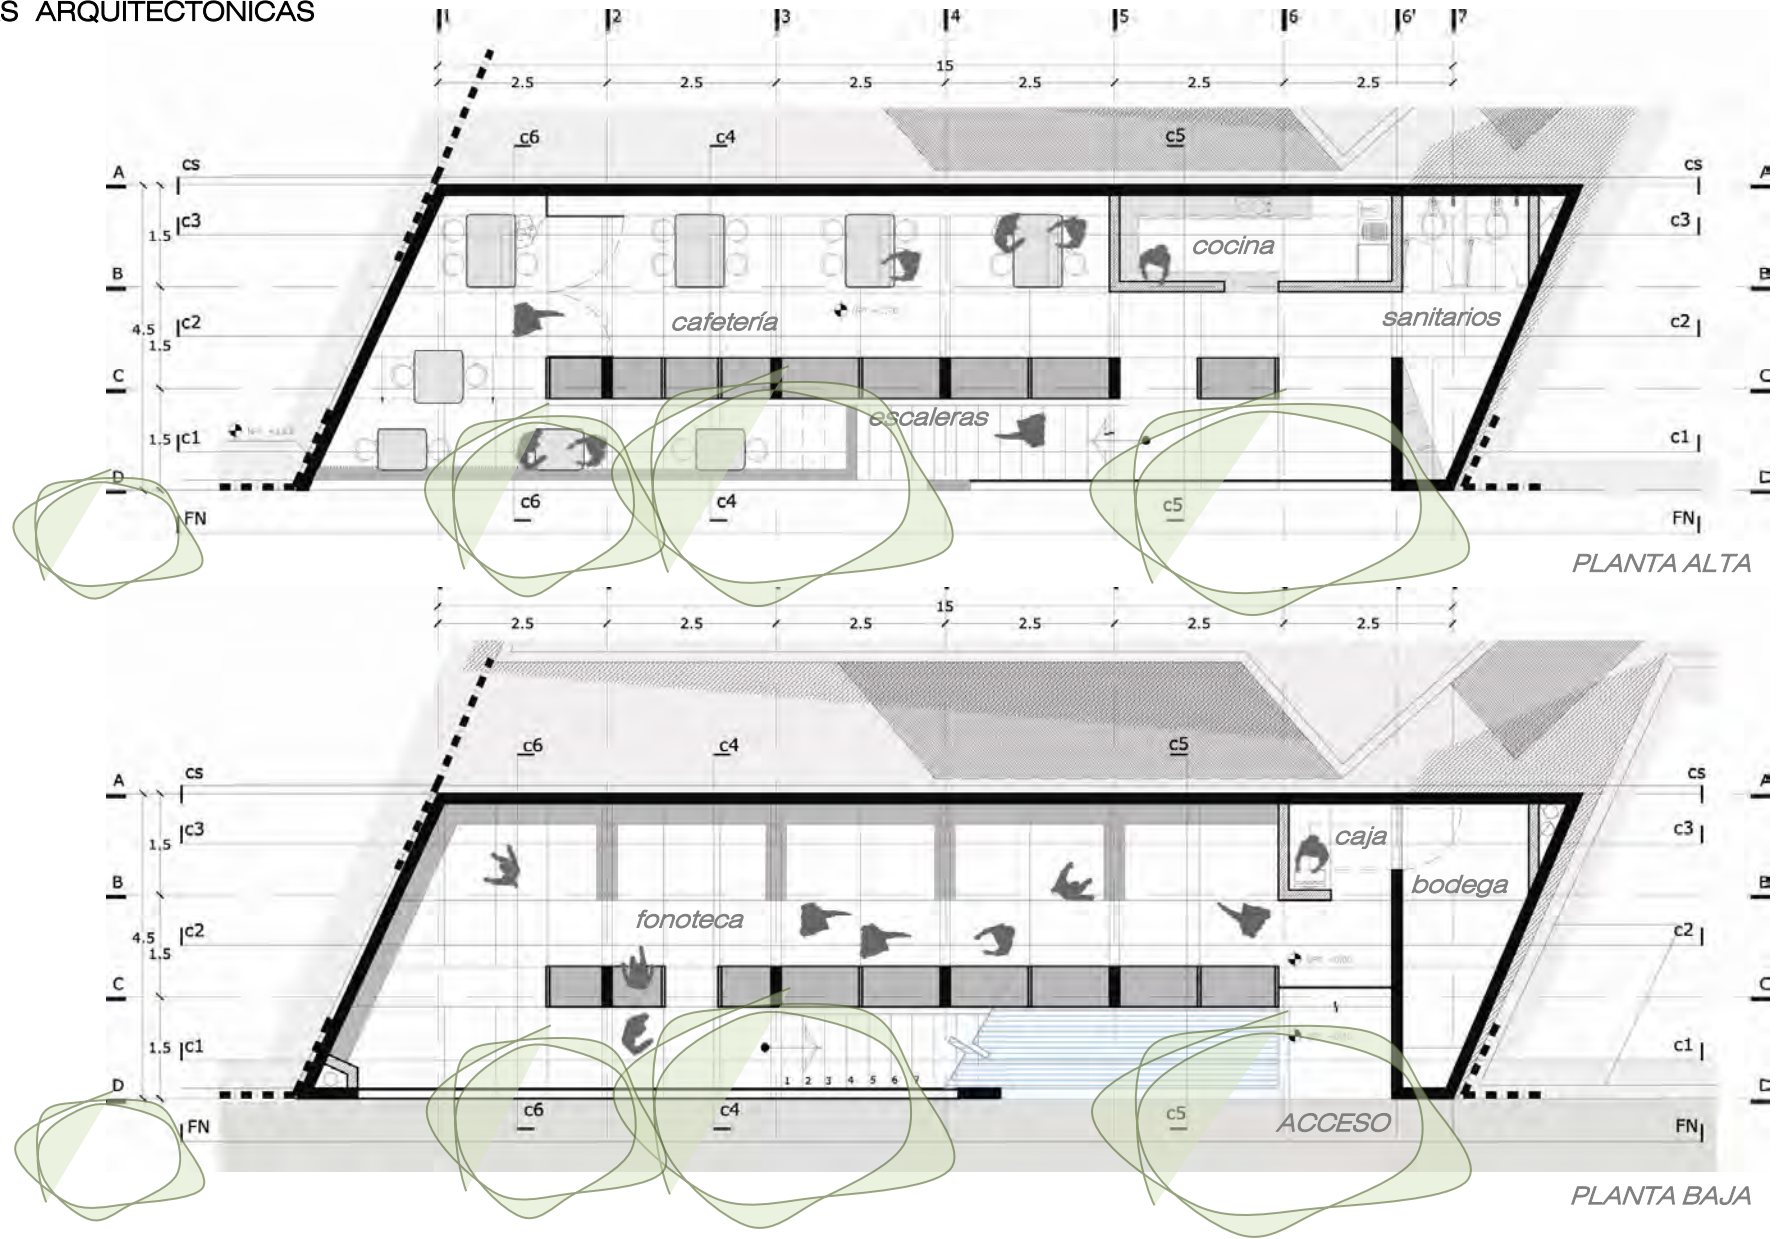 S ARQUITECTONICAS
1 2 3 4 5 6 6' 7
15
2.5 2.5 2.5 2.5 2.5 2.5
c6 c4 c5
A cs cs A
1.5 c3 c3
cocina
B B
cafetería sanitarios
4.5 c2 c2
1.5
C C
escaleras
1.5 c1 c1
D D
c6 c4 c5
FN FN
PLANTA ALTA
15
2.5 2.5 2.5 2.5 2.5 2.5
c6 c4 c5
A cs cs A
1.5 c3 caja c3
B bodega B
fonoteca
4.5 c2 c2
1.5
C C
1.5 c1 c1
1 2 3 4 5 6 7
D D
c6 c4 c5 ACCESO
FN FN
PLANTA BAJA